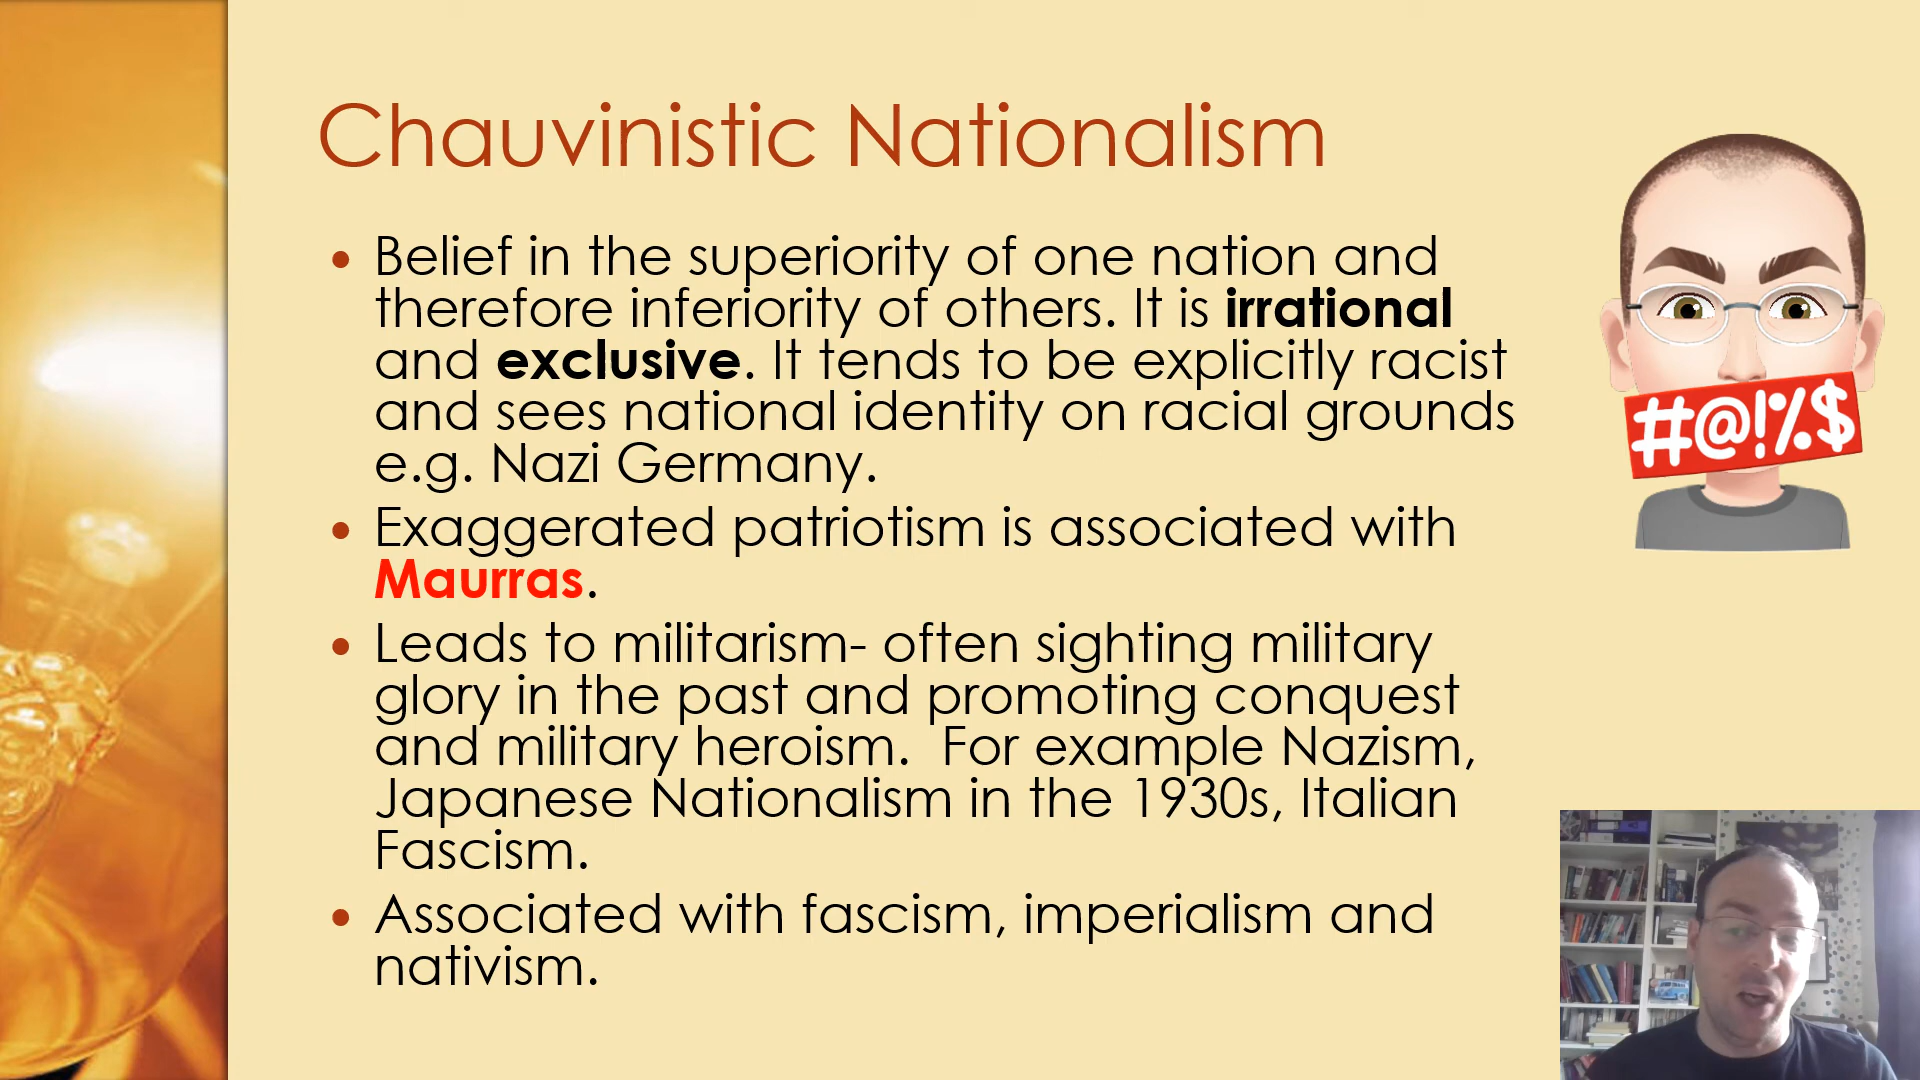 Chauvinistic Nationalism
• Belief in the superiority of one nation and
therefore inferiority of others. It is irrational
and exclusive. It tends to be explicitly racist
and sees national identity on racial grounds
e.g. Nazi Germany.
#@!%$
• Exaggerated patriotism is associated with
Maurras.
• Leads to militarism- often sighting military
glory in the past and promoting conquest
and military heroism.  For example Nazism,
Japanese Nationalism in the 1930s, Italian
Fascism.
• Associated with fascism, imperialism and
nativism.